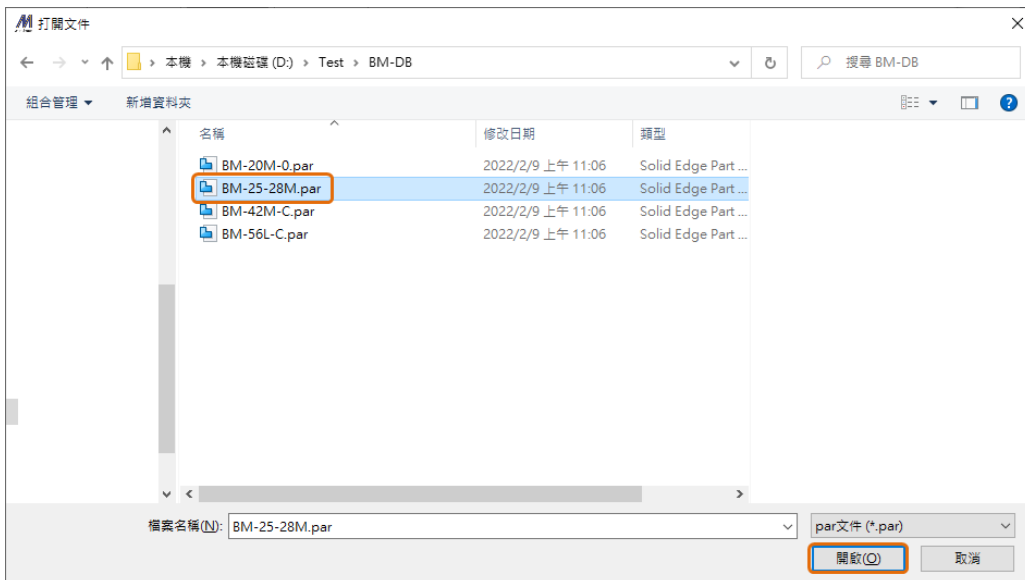 打開文件
本機 › 本機磁碟 (D:) › Test › BM-DB
搜尋 BM-DB
組合管理 新增資料夾
名稱 修改日期 類型
BM-20M-0.par 2022/2/9 上午 11:06 Solid Edge Part ...
BM-25-28M.par 2022/2/9 上午 11:06 Solid Edge Part ...
BM-42M-C.par 2022/2/9 上午 11:06 Solid Edge Part ...
BM-56L-C.par 2022/2/9 上午 11:06 Solid Edge Part ...
檔案名稱(N): BM-25-28M.par par文件 (*.par)
開啟(O) 取消